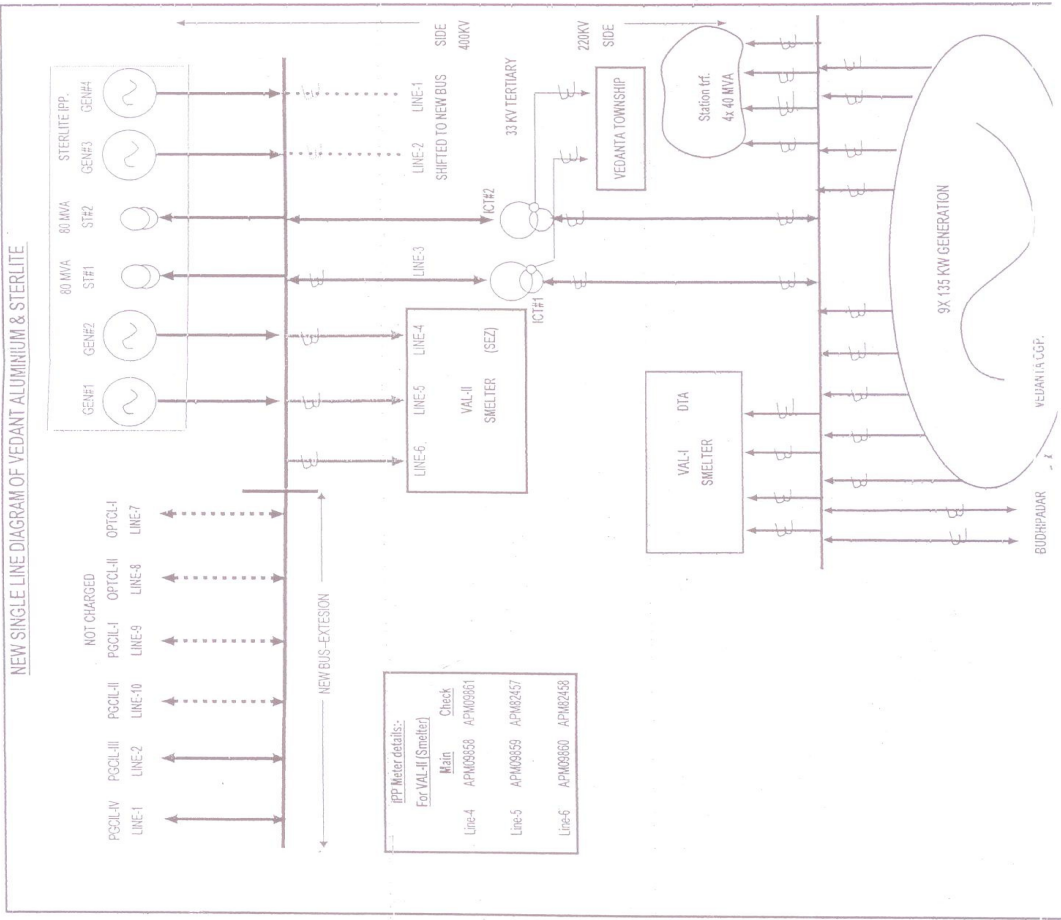 NEW SINGLE LINE DIAGRAM OF VEDANT ALUMINIUM & STERLITE
STERLITE IPP.
GEN#1
GEN#2
80 MVA
ST#1
80 MVA
ST#2
GEN#3
GEN#4
NOT CHARGED
PGCIL-IV
LINE-1
PGCIL-III
LINE-2
PGCIL-II
LINE-10
PGCIL-I
LINE-9
OPTCL-II
LINE-8
OPTCL-I
LINE-7
NEW BUS-EXTESION
SIDE
400KV
LINE-6
LINE-5
LINE-4
VAL-II
SMELTER (SEZ)
LINE-3
LINE-2
LINE-1
SHIFTED TO NEW BUS
ICT#1
ICT#2
33 KV TERTIARY
220KV
SIDE
VEDANTA TOWNSHIP
Station trf.
4x 40 MVA
IPP Meter details:-
For VAL-II (Smelter)
Main Check
Line-4 APM09858 APM09861
Line-5 APM09859 APM82457
Line-6 APM09860 APM82458
VAL-I DTA
SMELTER
9X 135 KW GENERATION
BUDHIPADAR
VEDANTA CGP.